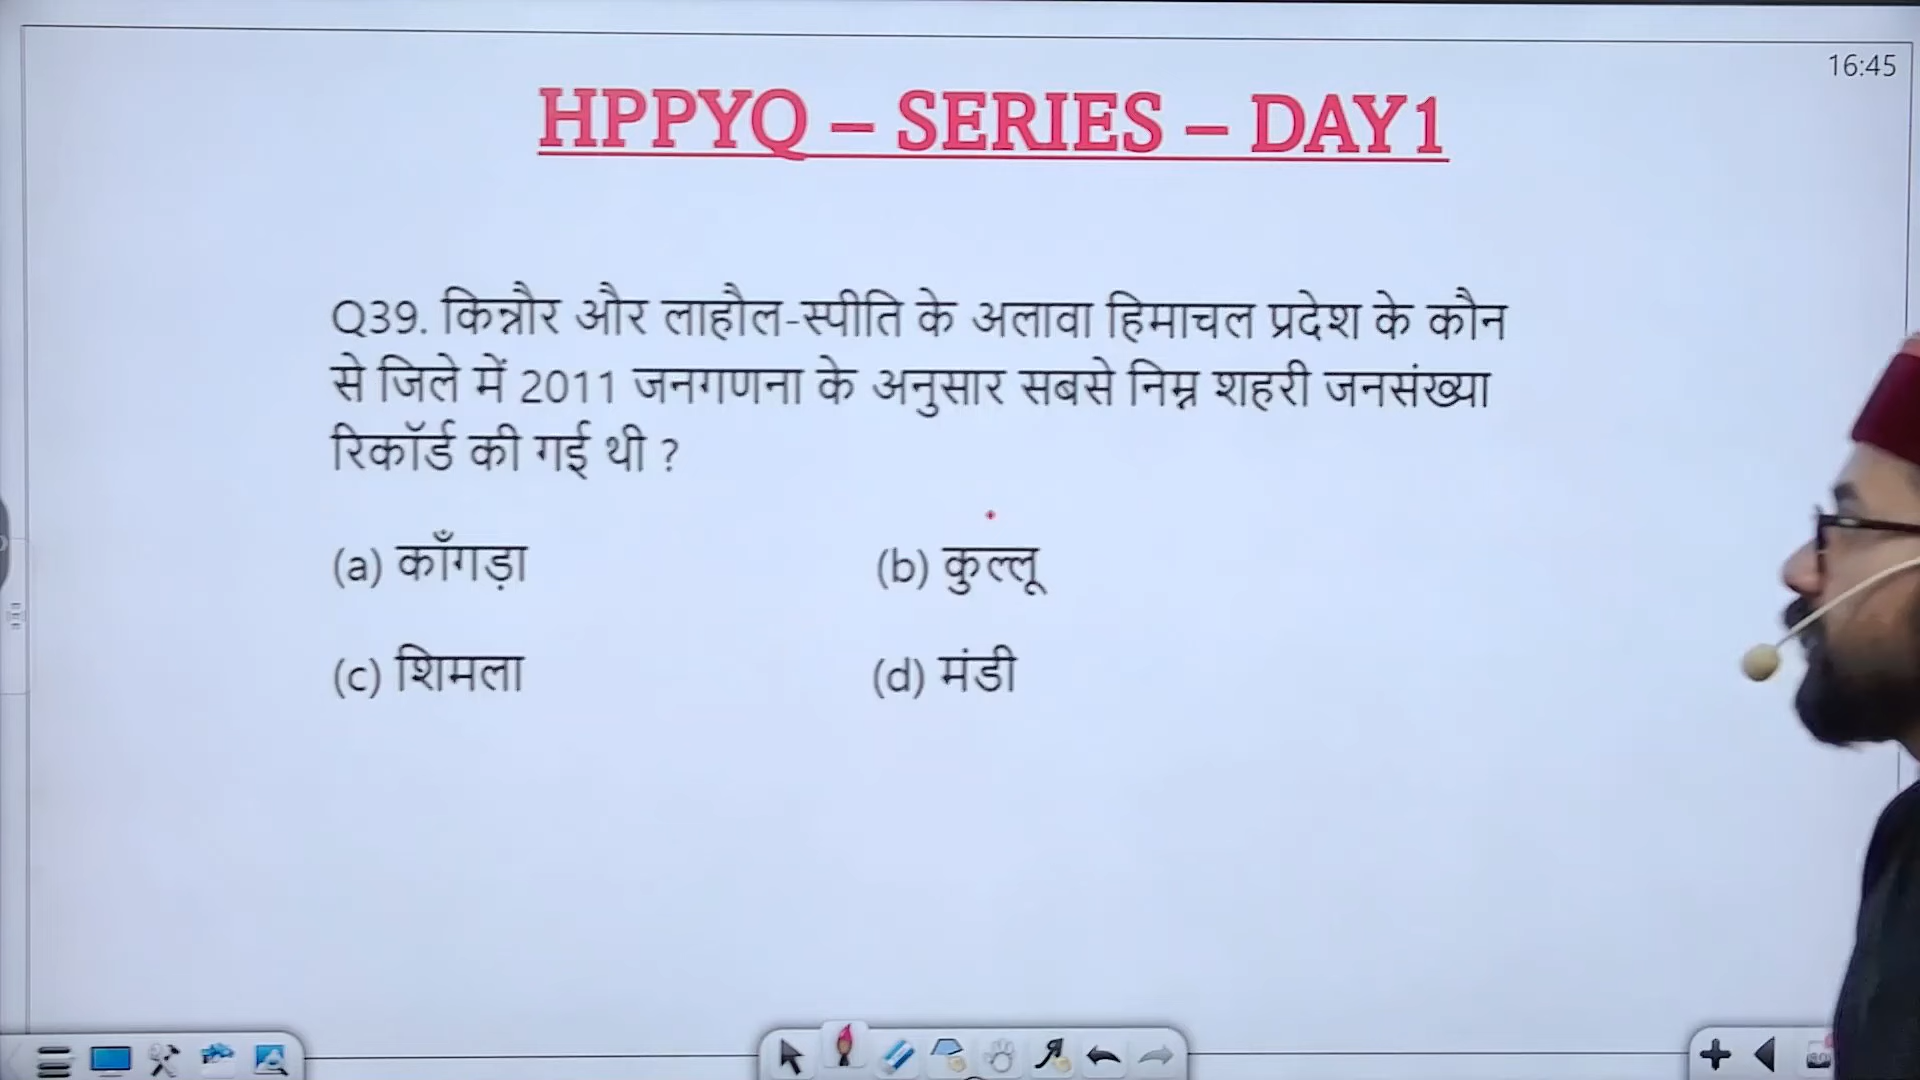 16:45
HPPYQ – SERIES – DAY1
Q39. किन्नौर और लाहौल-स्पीति के अलावा हिमाचल प्रदेश के कौन
से जिले में 2011 जनगणना के अनुसार सबसे निम्न शहरी जनसंख्या
रिकॉर्ड की गई थी ?
(a) काँगड़ा (b) कुल्लू
(c) शिमला (d) मंडी